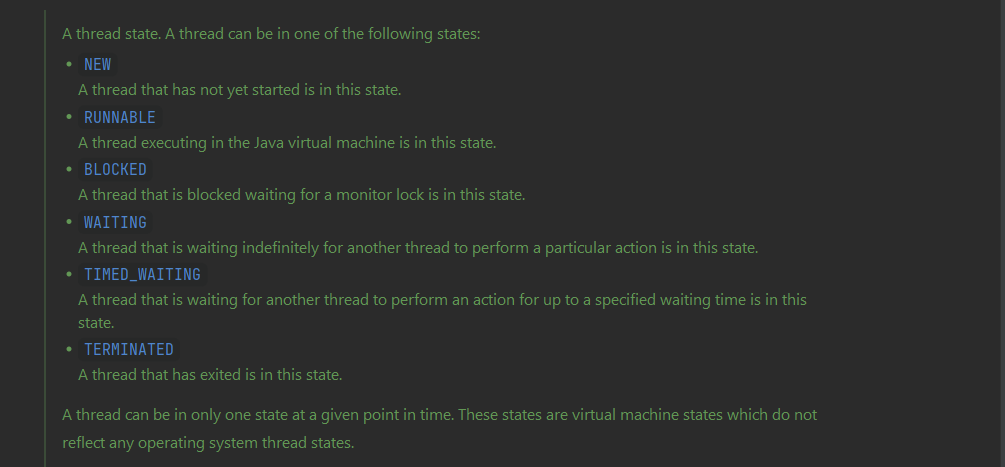 A thread state. A thread can be in one of the following states:
• NEW
A thread that has not yet started is in this state.
• RUNNABLE
A thread executing in the Java virtual machine is in this state.
• BLOCKED
A thread that is blocked waiting for a monitor lock is in this state.
• WAITING
A thread that is waiting indefinitely for another thread to perform a particular action is in this state.
• TIMED_WAITING
A thread that is waiting for another thread to perform an action for up to a specified waiting time is in this
state.
• TERMINATED
A thread that has exited is in this state.
A thread can be in only one state at a given point in time. These states are virtual machine states which do not
reflect any operating system thread states.